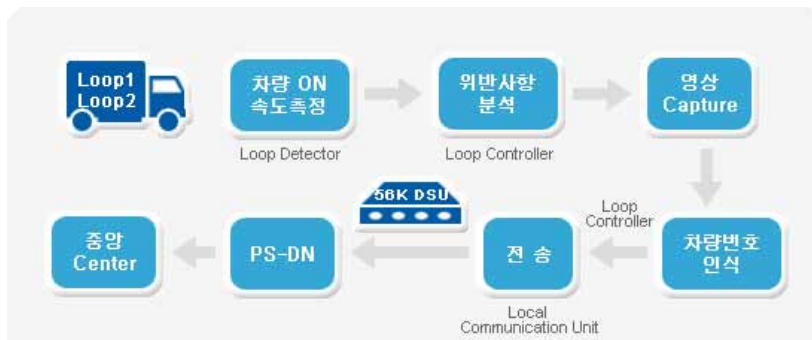 Loop1
Loop2
차량 ON
속도측정
Loop Detector
위반사항
분석
Loop Controller
영상
Capture
차량번호
인식
Loop
Controller
전 송
Local
Communication Unit
56K DSU
PS-DN
중앙
Center